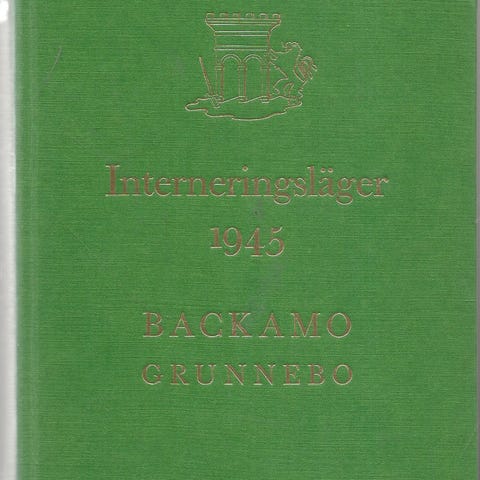 Interneringsläger
1945
BACKAMO
GRUNNEBO